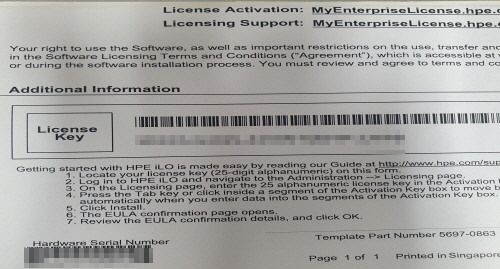 License Activation: MyEnterpriseLicense.hpe.
Licensing Support: MyEnterpriseLicense.hpe.
Your right to use the Software, as well as important restrictions on the use, transfer and
in the Software Licensing Terms and Conditions ("Agreement"), which is accessible at
or during the software installation process. You must review and agree to terms and co
Additional Information
License
Key
Getting started with HPE iLO is made easy by reading our Guide at http://www.hpe.com/sup
1. Locate your license key (25-digit alphanumeric) on this form.
2. Log in to HPE iLO and navigate to the Administration --> Licensing page.
3. On the Licensing page, enter the 25 alphanumeric license key in the Activation
4. Press the Tab key or click inside a segment of the Activation Key box to move b
automatically when you enter data into the segments of the Activation Key box.
5. Click Install.
6. The EULA confirmation page opens.
7. Review the EULA confirmation details, and click OK.
Hardware Serial Number
Template Part Number 5697-0863
Page 1 of 1 Printed in Singapor